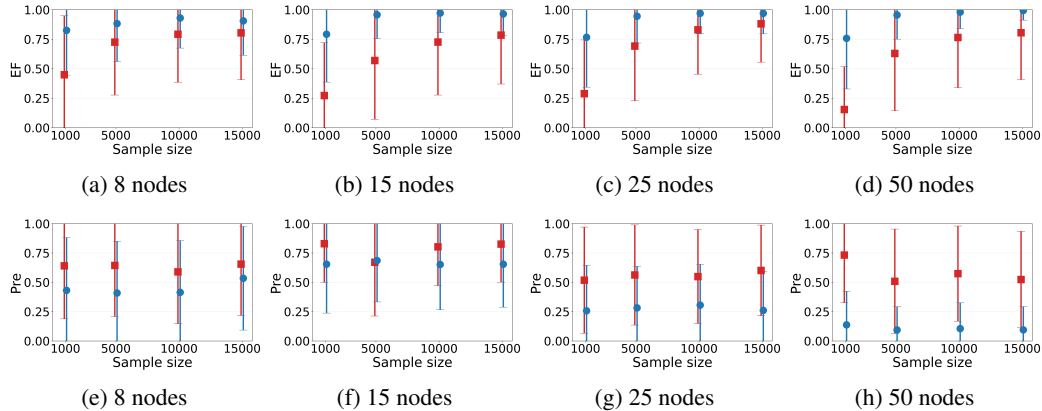 1.00
0.75
0.50
0.25
0.00
EF
1000 5000 10000 15000
Sample size
(a) 8 nodes
1.00
0.75
0.50
0.25
0.00
EF
1000 5000 10000 15000
Sample size
(b) 15 nodes
1.00
0.75
0.50
0.25
0.00
EF
1000 5000 10000 15000
Sample size
(c) 25 nodes
1.00
0.75
0.50
0.25
0.00
EF
1000 5000 10000 15000
Sample size
(d) 50 nodes
1.00
0.75
0.50
0.25
0.00
Pre
1000 5000 10000 15000
Sample size
(e) 8 nodes
1.00
0.75
0.50
0.25
0.00
Pre
1000 5000 10000 15000
Sample size
(f) 15 nodes
1.00
0.75
0.50
0.25
0.00
Pre
1000 5000 10000 15000
Sample size
(g) 25 nodes
1.00
0.75
0.50
0.25
0.00
Pre
1000 5000 10000 15000
Sample size
(h) 50 nodes